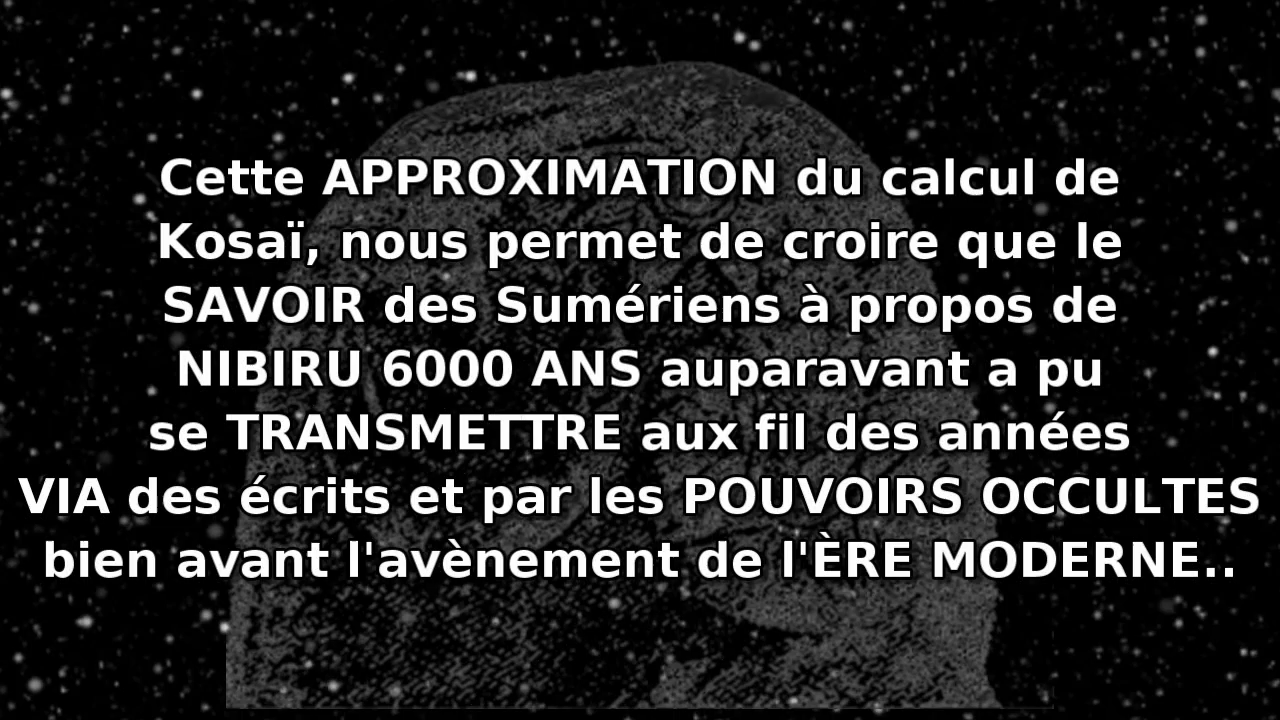 Cette APPROXIMATION du calcul de
Kosaï, nous permet de croire que le
SAVOIR des Sumériens à propos de
NIBIRU 6000 ANS auparavant a pu
se TRANSMETTRE aux fil des années
VIA des écrits et par les POUVOIRS OCCULTES
bien avant l'avènement de l'ÈRE MODERNE..